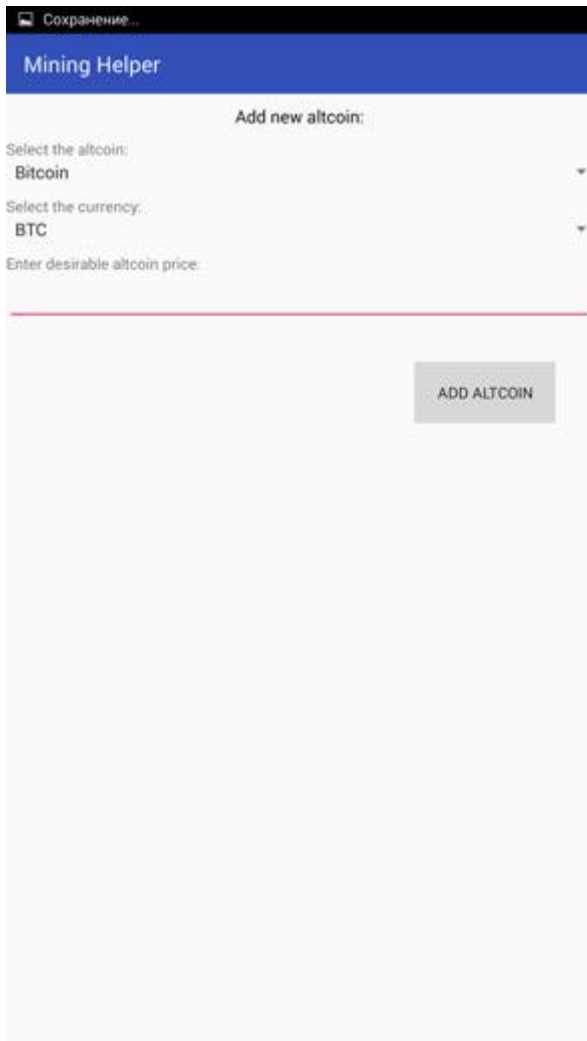 Сохранение...
Mining Helper
Add new altcoin:
Select the altcoin:
Bitcoin
Select the currency:
BTC
Enter desirable altcoin price:
ADD ALTCOIN